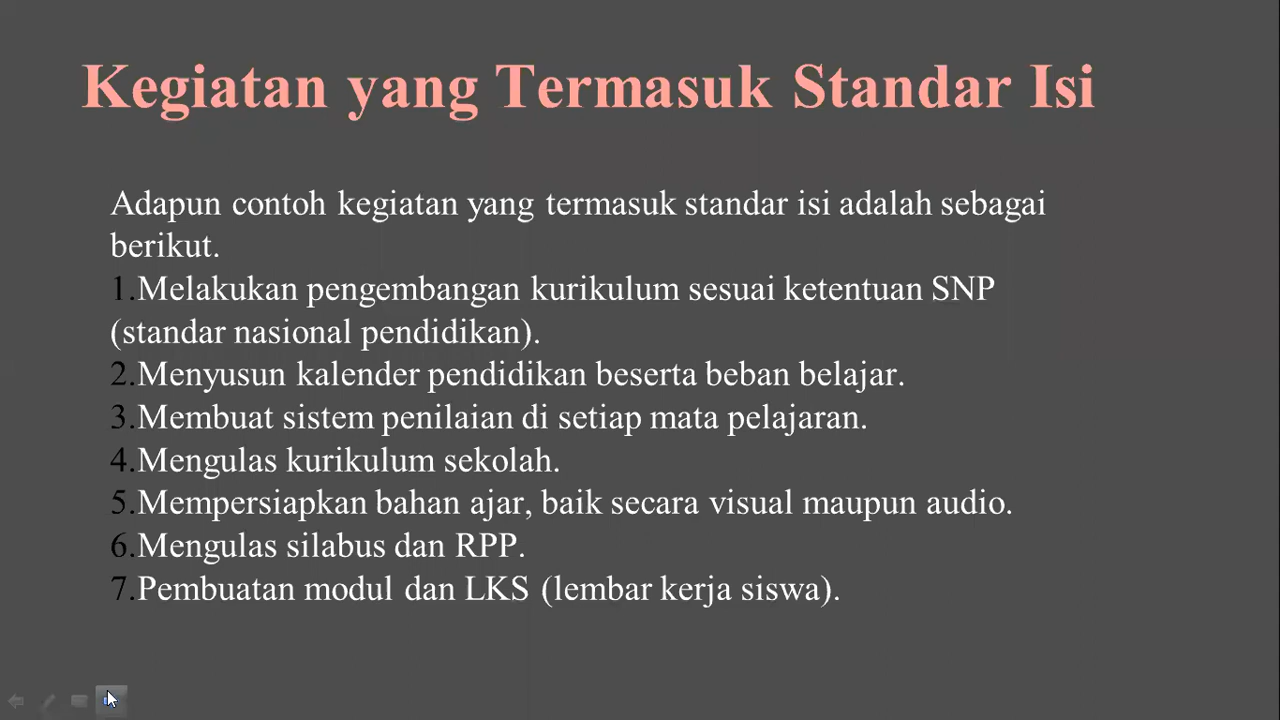 Kegiatan yang Termasuk Standar Isi
Adapun contoh kegiatan yang termasuk standar isi adalah sebagai
berikut.
1.Melakukan pengembangan kurikulum sesuai ketentuan SNP
(standar nasional pendidikan).
2.Menyusun kalender pendidikan beserta beban belajar.
3.Membuat sistem penilaian di setiap mata pelajaran.
4.Mengulas kurikulum sekolah.
5.Mempersiapkan bahan ajar, baik secara visual maupun audio.
6.Mengulas silabus dan RPP.
7.Pembuatan modul dan LKS (lembar kerja siswa).